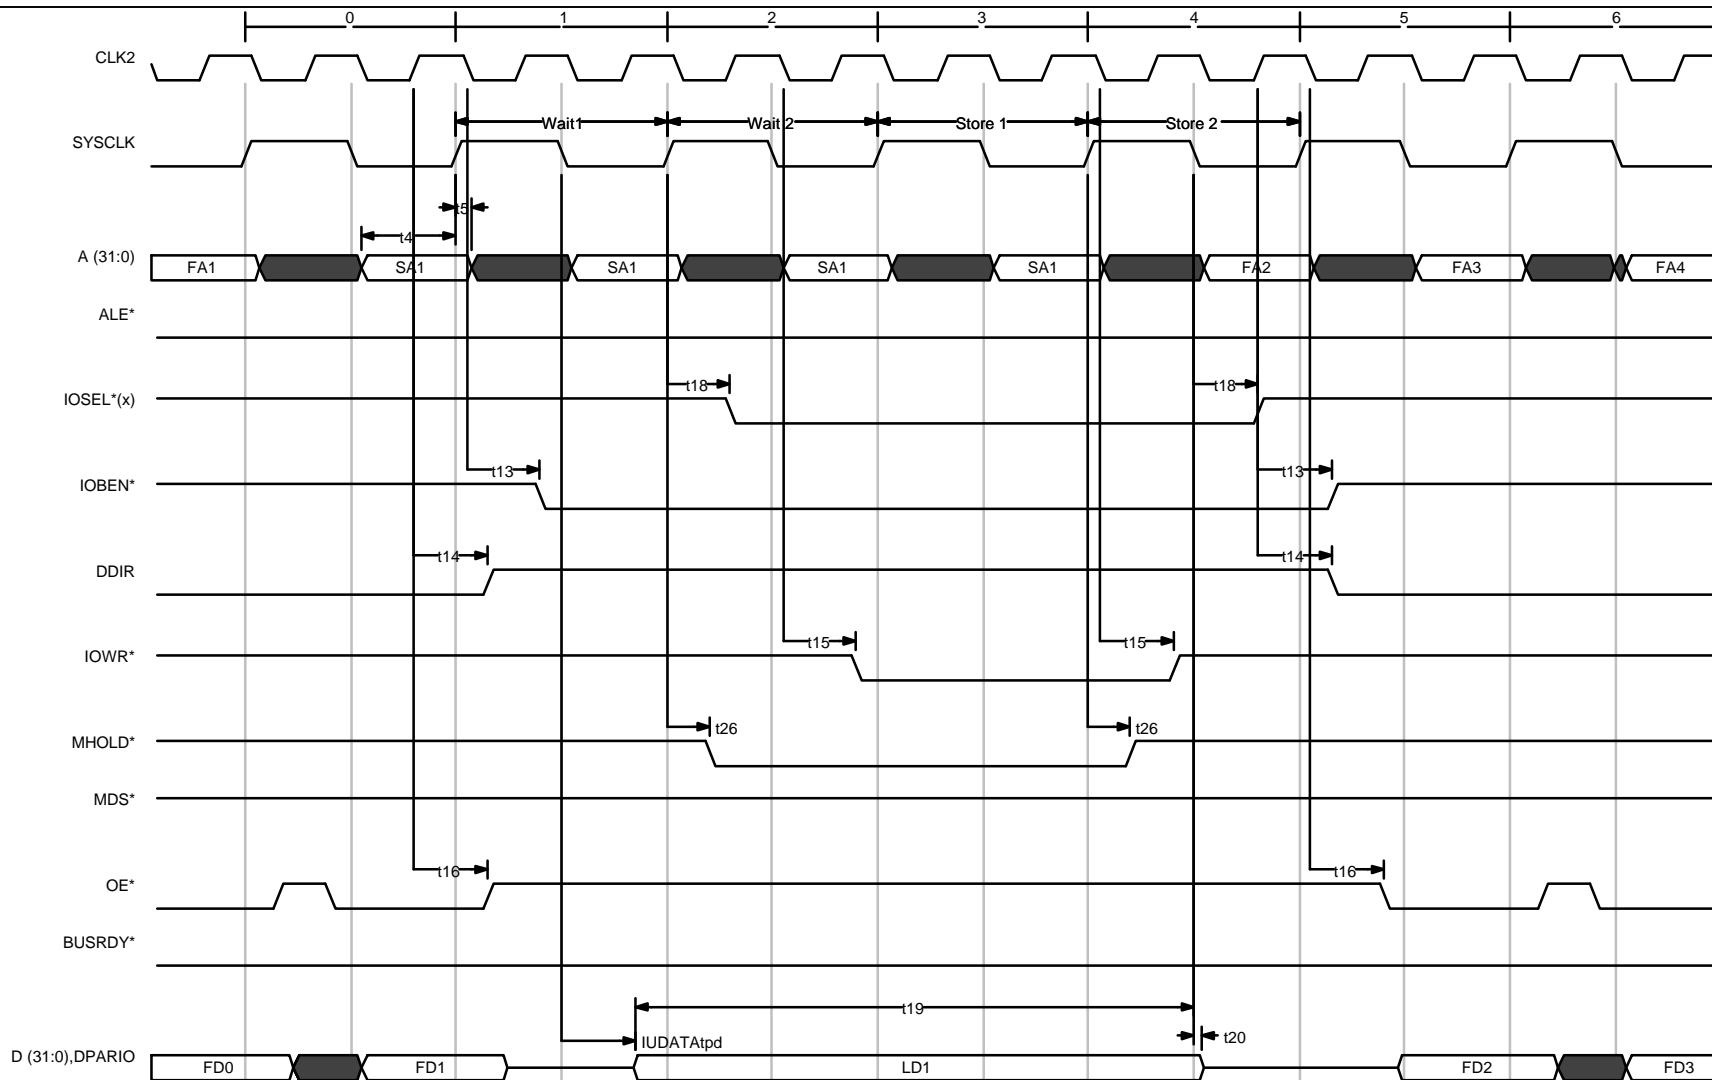 0 1 2 3 4 5 6
CLK2
Wait1 Wait 2 Store 1 Store 2
SYSCLK
t5
t4
A (31:0)
FA1 SA1 SA1 SA1 SA1 FA2 FA3 FA4
ALE*
t18 t18
IOSEL*(x)
t13 t13
IOBEN*
t14 t14
DDIR
t15 t15
IOWR*
t26 t26
MHOLD*
MDS*
t16 t16
OE*
BUSRDY*
t19
IUDATAtpd t20
D (31:0),DPARIO
FD0 FD1 LD1 FD2 FD3